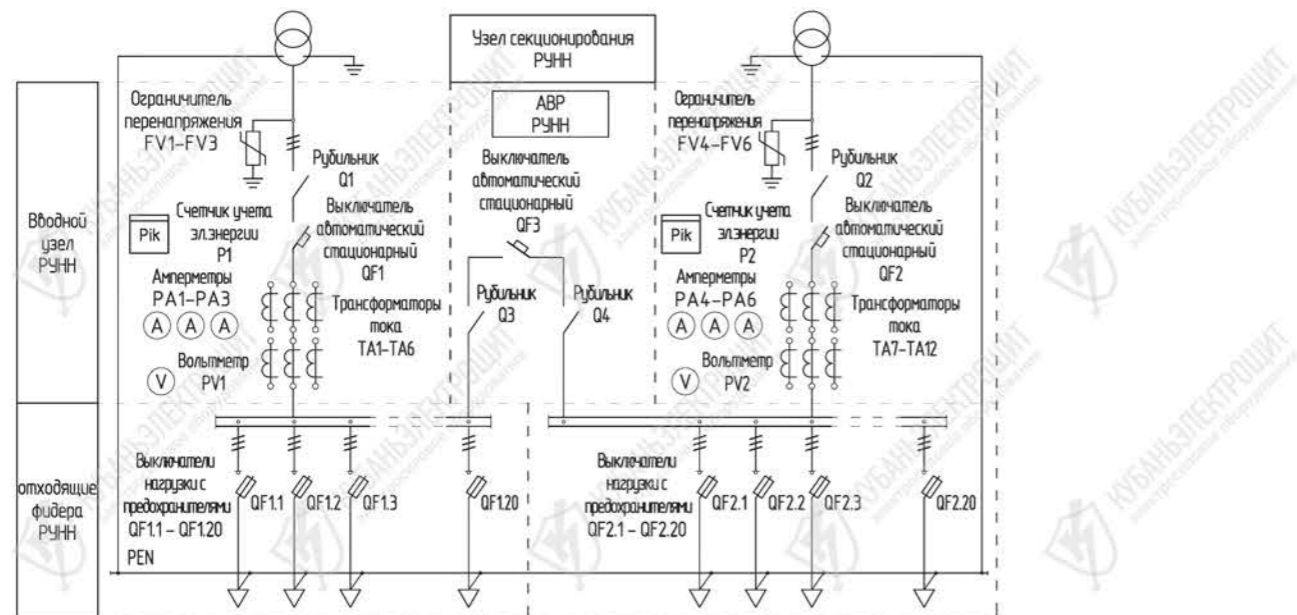 Узел секционирования
РУНН
АВР
РУНН
Вводной
узел
РУНН
Ограничитель
перенапряжения
FV1-FV3
Рубильник
Q1
Счетчик учета
эл.энергии
P1
Pik
Выключатель
автоматический
стационарный
QF1
Амперметры
PA1-PA3
A A A
Трансформаторы
тока
TA1-TA6
Вольтметр
PV1
V
Выключатель
автоматический
стационарный
QF3
Рубильник
Q3
Рубильник
Q4
Ограничитель
перенапряжения
FV4-FV6
Рубильник
Q2
Счетчик учета
эл.энергии
P2
Pik
Выключатель
автоматический
стационарный
QF2
Амперметры
PA4-PA6
A A A
Трансформаторы
тока
TA7-TA12
Вольтметр
PV2
V
отходящие
фидера
РУНН
Выключатели
нагрузки с
предохранителями
QF1.1 - QF1.20
QF1.1 QF1.2 QF1.3 QF1.20
PEN
Выключатели
нагрузки с
предохранителями
QF2.1 - QF2.20
QF2.1 QF2.2 QF2.3 QF2.20
КУБАНЬЭЛЕКТРОЩИТ
электрощитовое оборудование